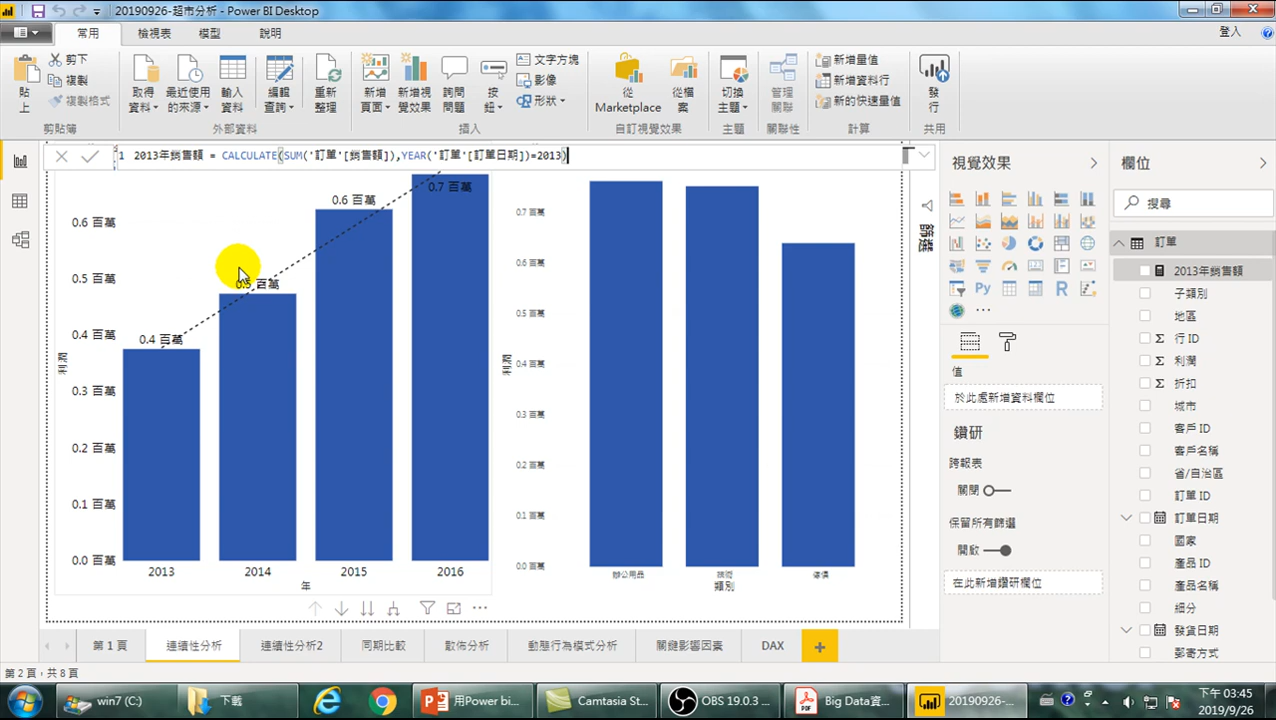 20190926-超市分析 - Power BI Desktop
常用 檢視表 模型 說明 登入
貼上 剪下 複製 複製格式
取得資料 最近使用的來源 輸入資料 編輯查詢 重新整理
新增頁面 新增視覺效果 詢問問題 按鈕 文字方塊 影像 形狀
從 Marketplace 從檔案 切換主題 管理關聯 新增量值 新增資料行 新的快速量值 發行
剪貼簿 外部資料 插入 自訂視覺效果 主題 關聯性 計算 共用
1 2013年銷售額 = CALCULATE(SUM('訂單'[銷售額]),YEAR('訂單'[訂單日期])=2013)
0.6 百萬
0.5 百萬
0.4 百萬
0.3 百萬
0.2 百萬
0.1 百萬
0.0 百萬
利潤
0.4 百萬
0.5 百萬
0.6 百萬
0.7 百萬
2013 2014 2015 2016
年
0.7 百萬
0.6 百萬
0.5 百萬
0.4 百萬
0.3 百萬
0.2 百萬
0.1 百萬
0.0 百萬
利潤
辦公用品 技術 傢俱
類別
篩選
視覺效果
Py
R
值
於此處新增資料欄位
鑽研
跨報表
關閉
保留所有篩選
開啟
在此新增鑽研欄位
欄位
搜尋
訂單
2013年銷售額
子類別
地區
行 ID
利潤
折扣
城市
客戶 ID
客戶名稱
省/自治區
訂單 ID
訂單日期
國家
產品 ID
產品名稱
細分
發貨日期
郵寄方式
第 1 頁 連續性分析 連續性分析2 同期比較 散佈分析 動態行為模式分析 關鍵影響因素 DAX
第 2 頁，共 8 頁
win7 (C:) 下載 用Power bi... Camtasia St... OBS 19.0.3 ... Big Data資... 20190926-...
下午 03:45
2019/9/26